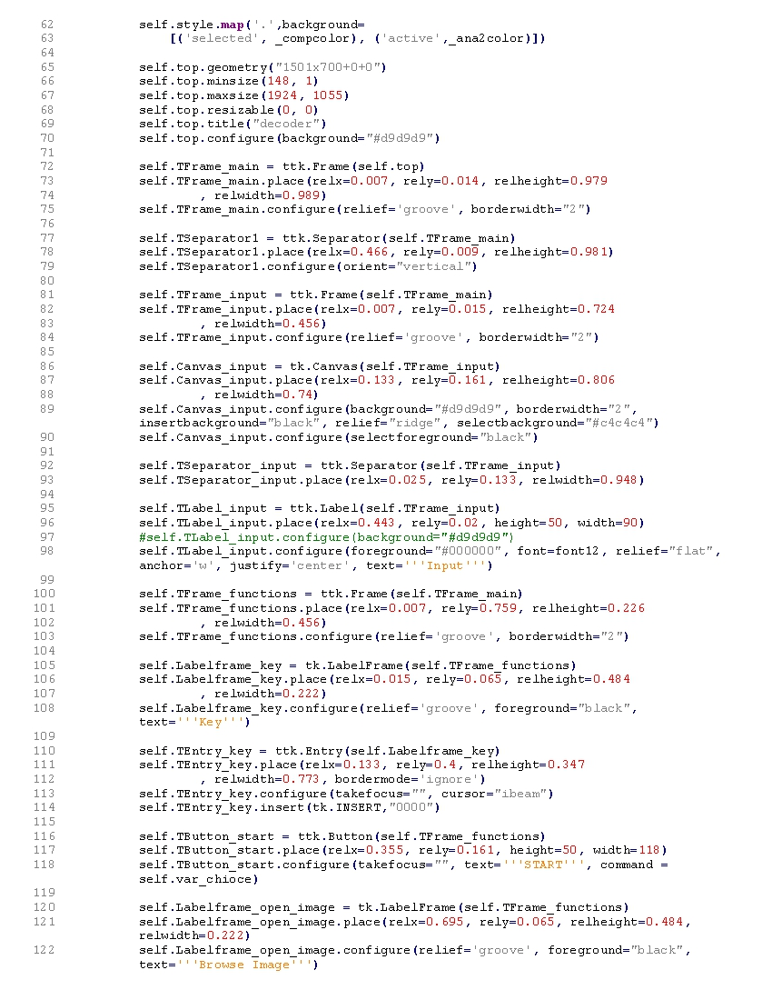 62 self.style.map('.',background=
63 [('selected', _compcolor), ('active',_ana2color)])
64
65 self.top.geometry("1501x700+0+0")
66 self.top.minsize(148, 1)
67 self.top.maxsize(1924, 1055)
68 self.top.resizable(0, 0)
69 self.top.title("decoder")
70 self.top.configure(background="#d9d9d9")
71
72 self.TFrame_main = ttk.Frame(self.top)
73 self.TFrame_main.place(relx=0.007, rely=0.014, relheight=0.979
74 , relwidth=0.989)
75 self.TFrame_main.configure(relief='groove', borderwidth="2")
76
77 self.TSeparator1 = ttk.Separator(self.TFrame_main)
78 self.TSeparator1.place(relx=0.466, rely=0.009, relheight=0.981)
79 self.TSeparator1.configure(orient="vertical")
80
81 self.TFrame_input = ttk.Frame(self.TFrame_main)
82 self.TFrame_input.place(relx=0.007, rely=0.015, relheight=0.724
83 , relwidth=0.456)
84 self.TFrame_input.configure(relief='groove', borderwidth="2")
85
86 self.Canvas_input = tk.Canvas(self.TFrame_input)
87 self.Canvas_input.place(relx=0.133, rely=0.161, relheight=0.806
88 , relwidth=0.74)
89 self.Canvas_input.configure(background="#d9d9d9", borderwidth="2",
insertbackground="black", relief="ridge", selectbackground="#c4c4c4")
90 self.Canvas_input.configure(selectforeground="black")
91
92 self.TSeparator_input = ttk.Separator(self.TFrame_input)
93 self.TSeparator_input.place(relx=0.025, rely=0.133, relwidth=0.948)
94
95 self.TLabel_input = ttk.Label(self.TFrame_input)
96 self.TLabel_input.place(relx=0.443, rely=0.02, height=50, width=90)
97 #self.TLabel_input.configure(background="#d9d9d9")
98 self.TLabel_input.configure(foreground="#000000", font=font12, relief="flat",
anchor='w', justify='center', text='''Input''')
99
100 self.TFrame_functions = ttk.Frame(self.TFrame_main)
101 self.TFrame_functions.place(relx=0.007, rely=0.759, relheight=0.226
102 , relwidth=0.456)
103 self.TFrame_functions.configure(relief='groove', borderwidth="2")
104
105 self.Labelframe_key = tk.LabelFrame(self.TFrame_functions)
106 self.Labelframe_key.place(relx=0.015, rely=0.065, relheight=0.484
107 , relwidth=0.222)
108 self.Labelframe_key.configure(relief='groove', foreground="black",
text='''Key''')
109
110 self.TEntry_key = ttk.Entry(self.Labelframe_key)
111 self.TEntry_key.place(relx=0.133, rely=0.4, relheight=0.347
112 , relwidth=0.773, bordermode='ignore')
113 self.TEntry_key.configure(takefocus="", cursor="ibeam")
114 self.TEntry_key.insert(tk.INSERT,"0000")
115
116 self.TButton_start = ttk.Button(self.TFrame_functions)
117 self.TButton_start.place(relx=0.355, rely=0.161, height=50, width=118)
118 self.TButton_start.configure(takefocus="", text='''START''', command =
self.var_chioce)
119
120 self.Labelframe_open_image = tk.LabelFrame(self.TFrame_functions)
121 self.Labelframe_open_image.place(relx=0.695, rely=0.065, relheight=0.484,
relwidth=0.222)
122 self.Labelframe_open_image.configure(relief='groove', foreground="black",
text='''Browse Image''')